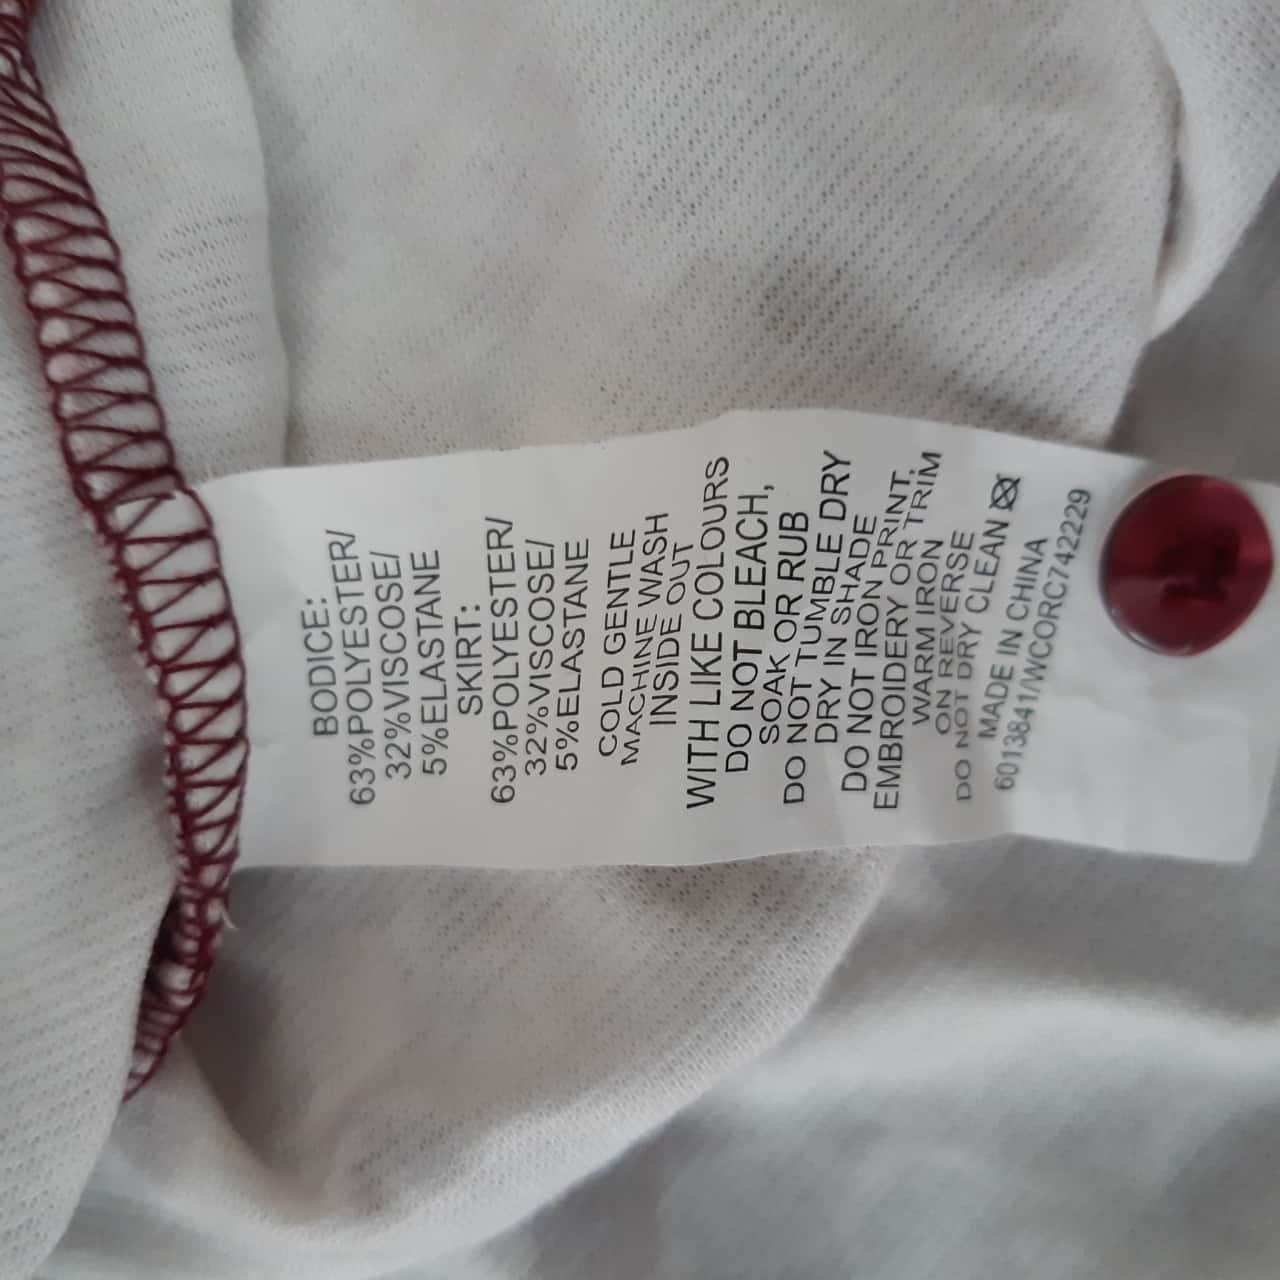 BODICE:
63%POLYESTER/
32%VISCOSE/
5%ELASTANE
SKIRT:
63%POLYESTER/
32%VISCOSE/
5%ELASTANE
COLD GENTLE
MACHINE WASH
INSIDE OUT
WITH LIKE COLOURS
DO NOT BLEACH,
SOAK OR RUB
DO NOT TUMBLE DRY
DRY IN SHADE
DO NOT IRON PRINT,
EMBROIDERY OR TRIM
WARM IRON
ON REVERSE
DO NOT DRY CLEAN
MADE IN CHINA
6013841/WCORC742229